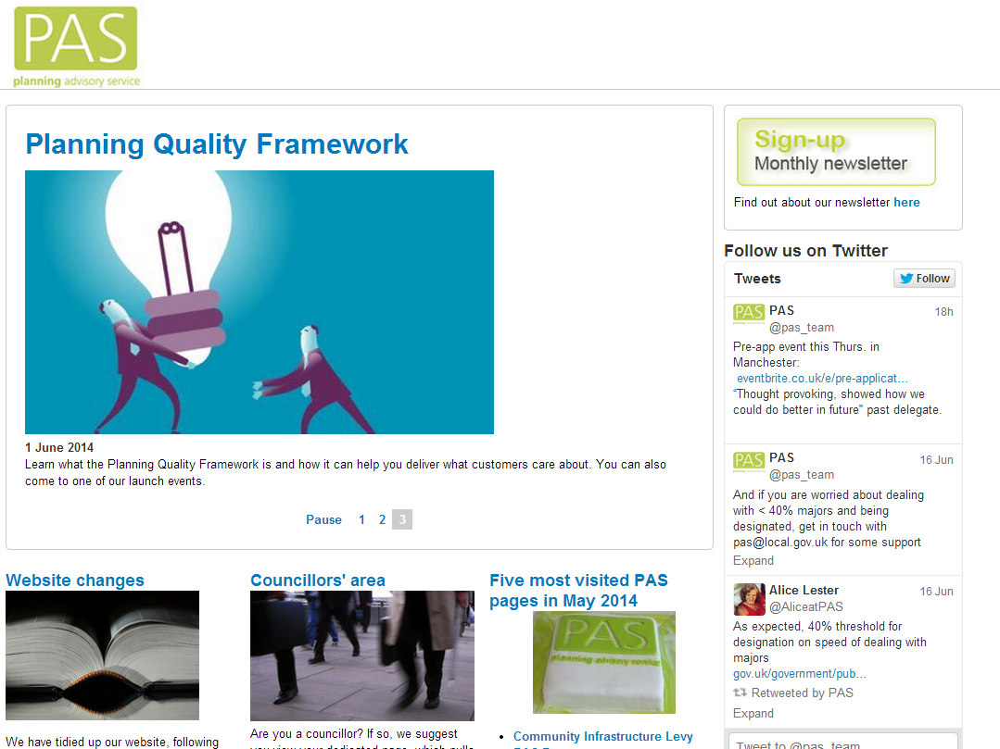 PAS
planning advisory service
Planning Quality Framework
1 June 2014
Learn what the Planning Quality Framework is and how it can help you deliver what customers care about. You can also
come to one of our launch events.
Pause 1 2 3
Website changes
We have tidied up our website, following
Councillors' area
Are you a councillor? If so, we suggest
you view your dedicated page, which pulls
Five most visited PAS
pages in May 2014
PAS
planning advisory service
• Community Infrastructure Levy
Sign-up
Monthly newsletter
Find out about our newsletter here
Follow us on Twitter
Tweets
Follow
PAS
PAS
18h
@pas_team
Pre-app event this Thurs. in
Manchester:
eventbrite.co.uk/e/pre-applicat…
"Thought provoking, showed how we
could do better in future" past delegate.
PAS
PAS
16 Jun
@pas_team
And if you are worried about dealing
with < 40% majors and being
designated, get in touch with
pas@local.gov.uk for some support
Expand
Alice Lester
16 Jun
@AliceatPAS
As expected, 40% threshold for
designation on speed of dealing with
majors
gov.uk/government/pub…
Retweeted by PAS
Expand
Tweet to @pas_team